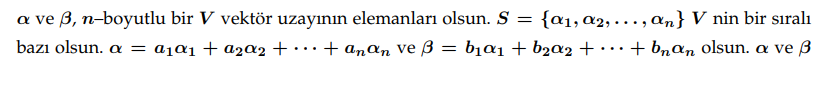 α ve β, n–boyutlu bir V vektör uzayının elemanları olsun. S = {α₁, α₂, . . . , αₙ} V nin bir sıralı
bazı olsun. α = a₁α₁ + a₂α₂ + · · · + aₙαₙ ve β = b₁α₁ + b₂α₂ + · · · + bₙαₙ olsun. α ve β